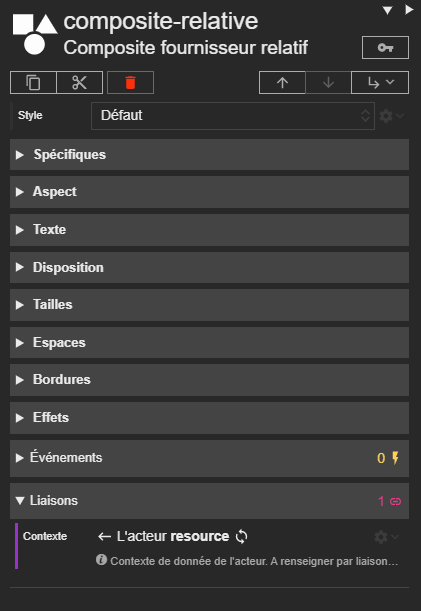 composite-relative
Composite fournisseur relatif
Style
Défaut
Spécifiques
Aspect
Texte
Disposition
Tailles
Espaces
Bordures
Effets
Événements 0
Liaisons 1
Contexte
L'acteur resource
Contexte de donnée de l'acteur. A renseigner par liaison…